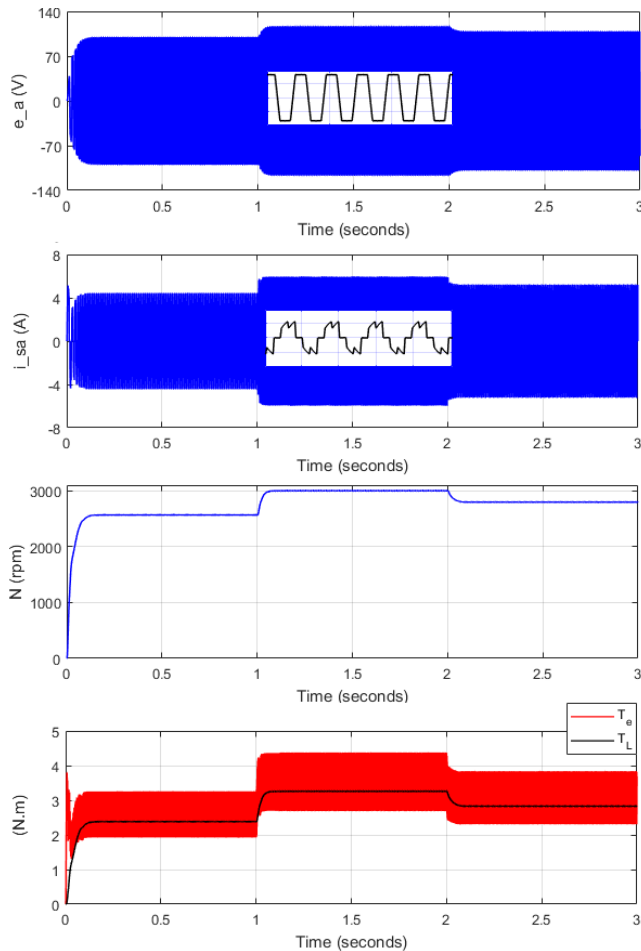 140
70
0
-70
-140
e_a (V)
0 0.5 1 1.5 2 2.5 3
Time (seconds)
8
4
0
-4
-8
i_sa (A)
0 0.5 1 1.5 2 2.5 3
Time (seconds)
3000
2000
1000
0
N (rpm)
0 0.5 1 1.5 2 2.5 3
Time (seconds)
T_e
T_L
5
4
3
2
1
0
(N.m)
0 0.5 1 1.5 2 2.5 3
Time (seconds)